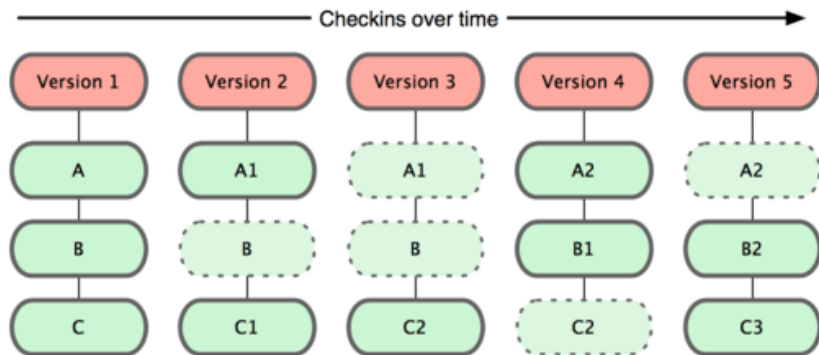 Checkins over time
Version 1 Version 2 Version 3 Version 4 Version 5
A A1 A1 A2 A2
B B B B1 B2
C C1 C2 C2 C3